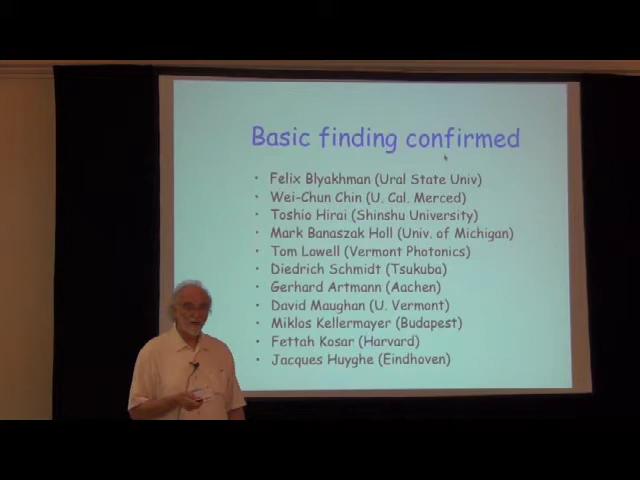 Basic finding confirmed
• Felix Blyakhman (Ural State Univ)
• Wei-Chun Chin (U. Cal. Merced)
• Toshio Hirai (Shinshu University)
• Mark Banaszak Holl (Univ. of Michigan)
• Tom Lowell (Vermont Photonics)
• Diedrich Schmidt (Tsukuba)
• Gerhard Artmann (Aachen)
• David Maughan (U. Vermont)
• Miklos Kellermayer (Budapest)
• Fettah Kosar (Harvard)
• Jacques Huyghe (Eindhoven)